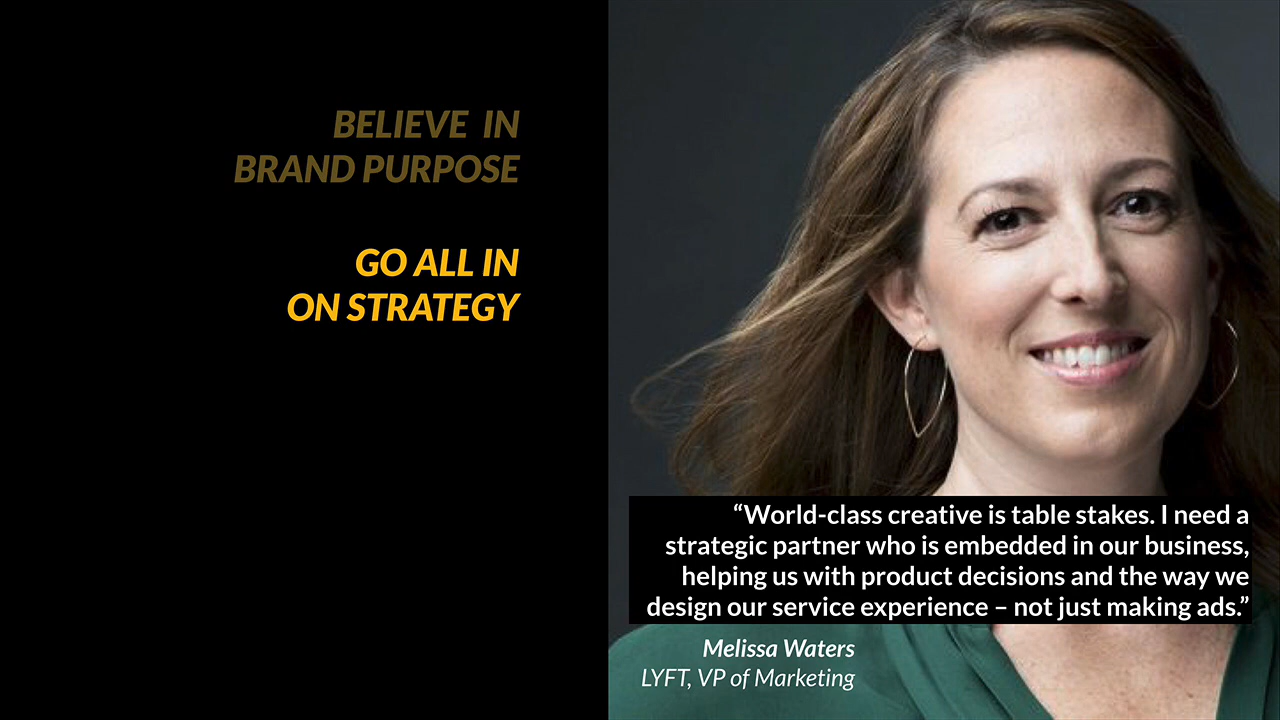 BELIEVE IN
BRAND PURPOSE
GO ALL IN
ON STRATEGY
“World-class creative is table stakes. I need a
strategic partner who is embedded in our business,
helping us with product decisions and the way we
design our service experience – not just making ads.”
Melissa Waters
LYFT, VP of Marketing